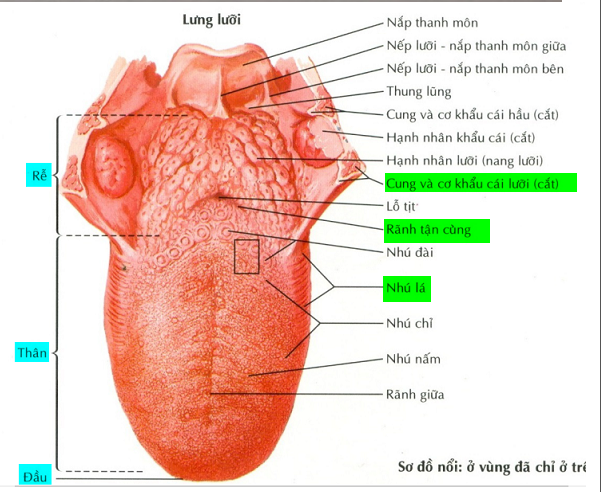 Lưng lưỡi
Nắp thanh môn
Nếp lưỡi - nắp thanh môn giữa
Nếp lưỡi - nắp thanh môn bên
Thung lũng
Cung và cơ khẩu cái hầu (cắt)
Hạnh nhân khẩu cái (cắt)
Hạnh nhân lưỡi (nang lưỡi)
Cung và cơ khẩu cái lưỡi (cắt)
Lỗ tịt
Rãnh tận cùng
Nhú đài
Nhú lá
Nhú chỉ
Nhú nấm
Rãnh giữa
Rễ
Thân
Đầu
Sơ đồ nổi: ở vùng đã chỉ ở